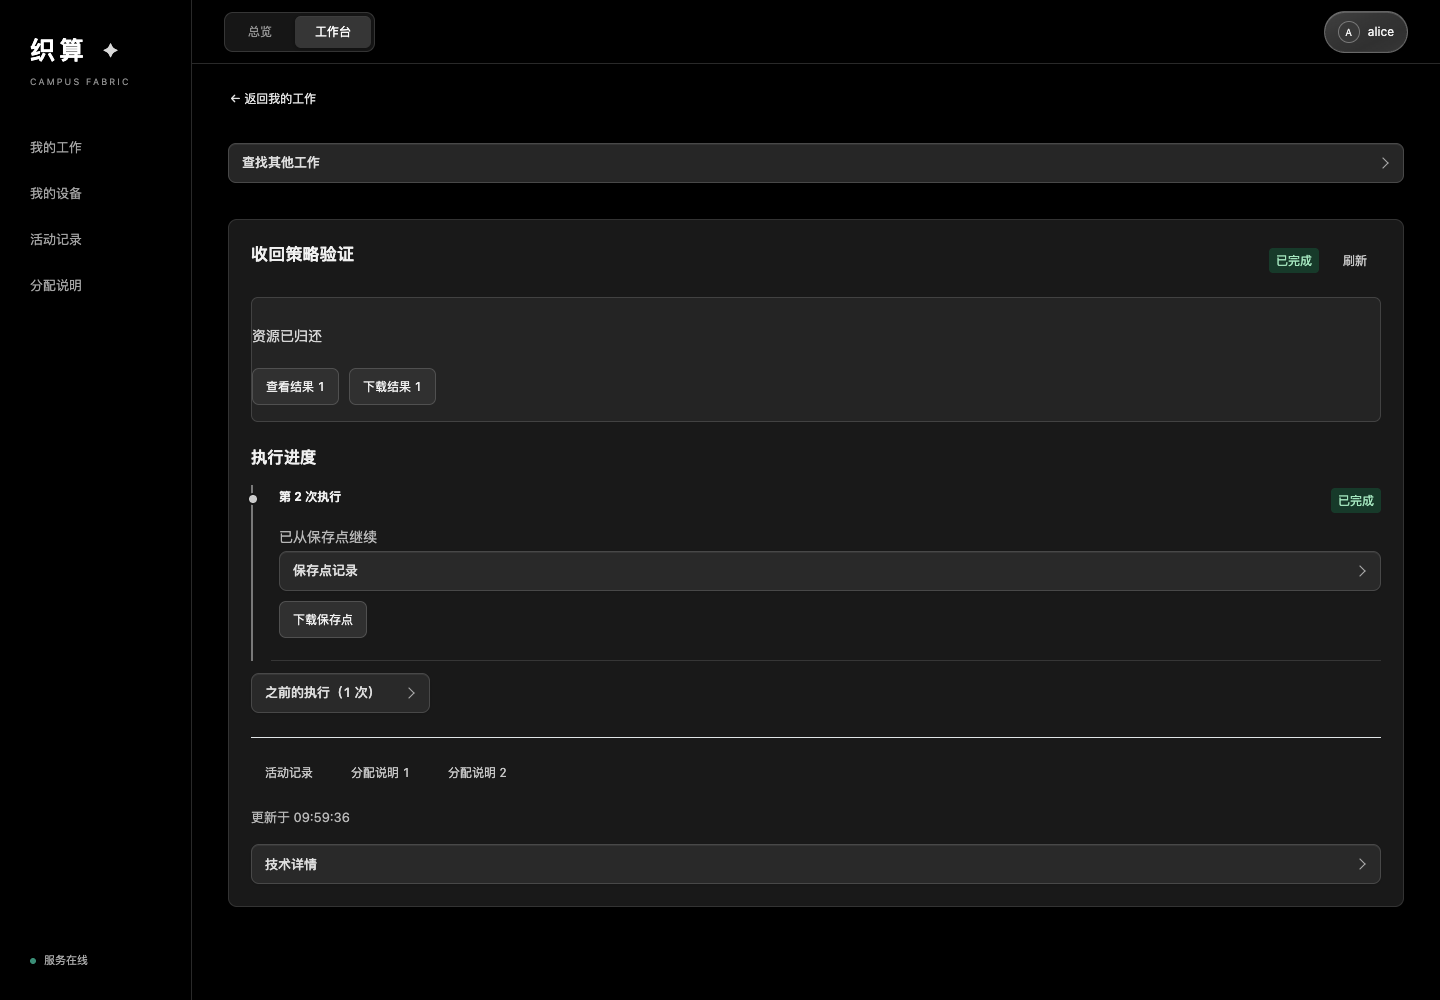 织算
CAMPUS FABRIC
我的工作
我的设备
活动记录
分配说明
服务在线
总览
工作台
A alice
← 返回我的工作
查找其他工作
收回策略验证
已完成
刷新
资源已归还
查看结果 1
下载结果 1
执行进度
第 2 次执行
已完成
已从保存点继续
保存点记录
下载保存点
之前的执行（1 次）
活动记录
分配说明 1
分配说明 2
更新于 09:59:36
技术详情